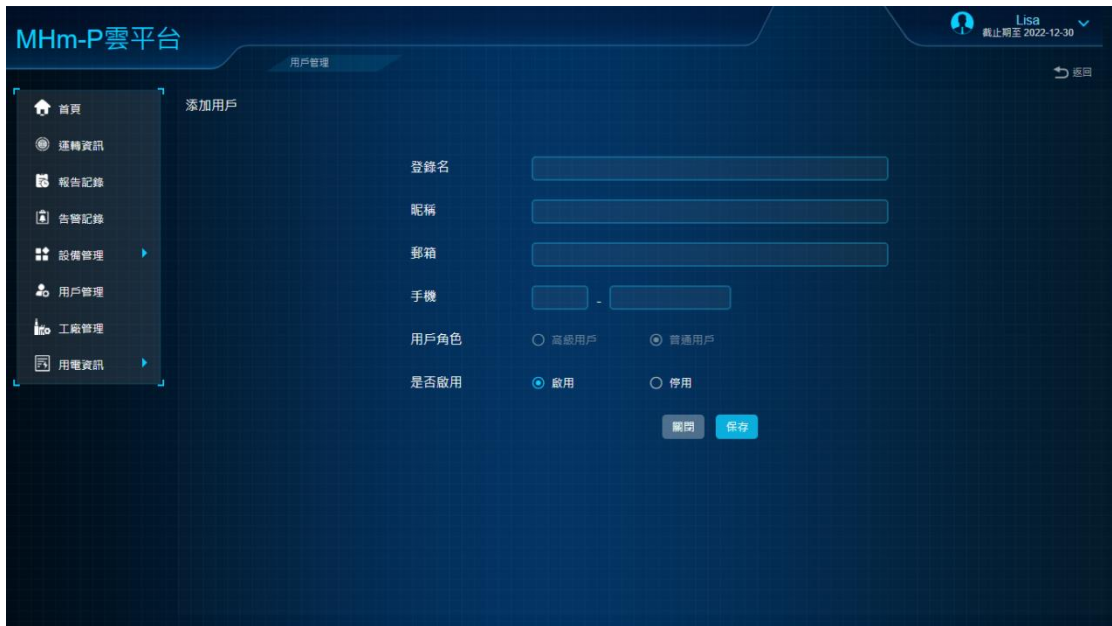 MHm-P雲平台
Lisa
截止期至 2022-12-30
用戶管理
返回
首頁
運轉資訊
報告記錄
告警記錄
設備管理
用戶管理
工廠管理
用電資訊
添加用戶
登錄名
昵稱
郵箱
手機 -
用戶角色 高級用戶 普通用戶
是否啟用 啟用 停用
關閉 保存